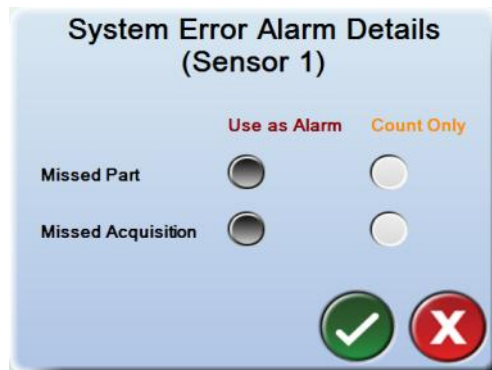 System Error Alarm Details
(Sensor 1)
Use as Alarm Count Only
Missed Part
Missed Acquisition
X